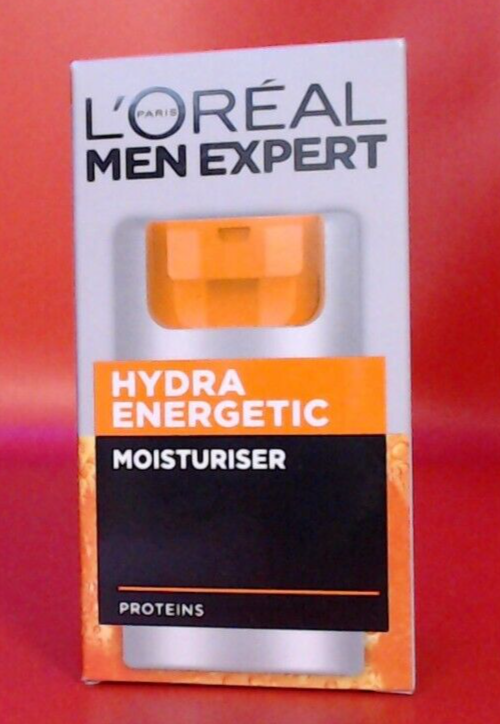 L'ORÉAL
PARIS
MEN EXPERT
HYDRA
ENERGETIC
MOISTURISER
PROTEINS